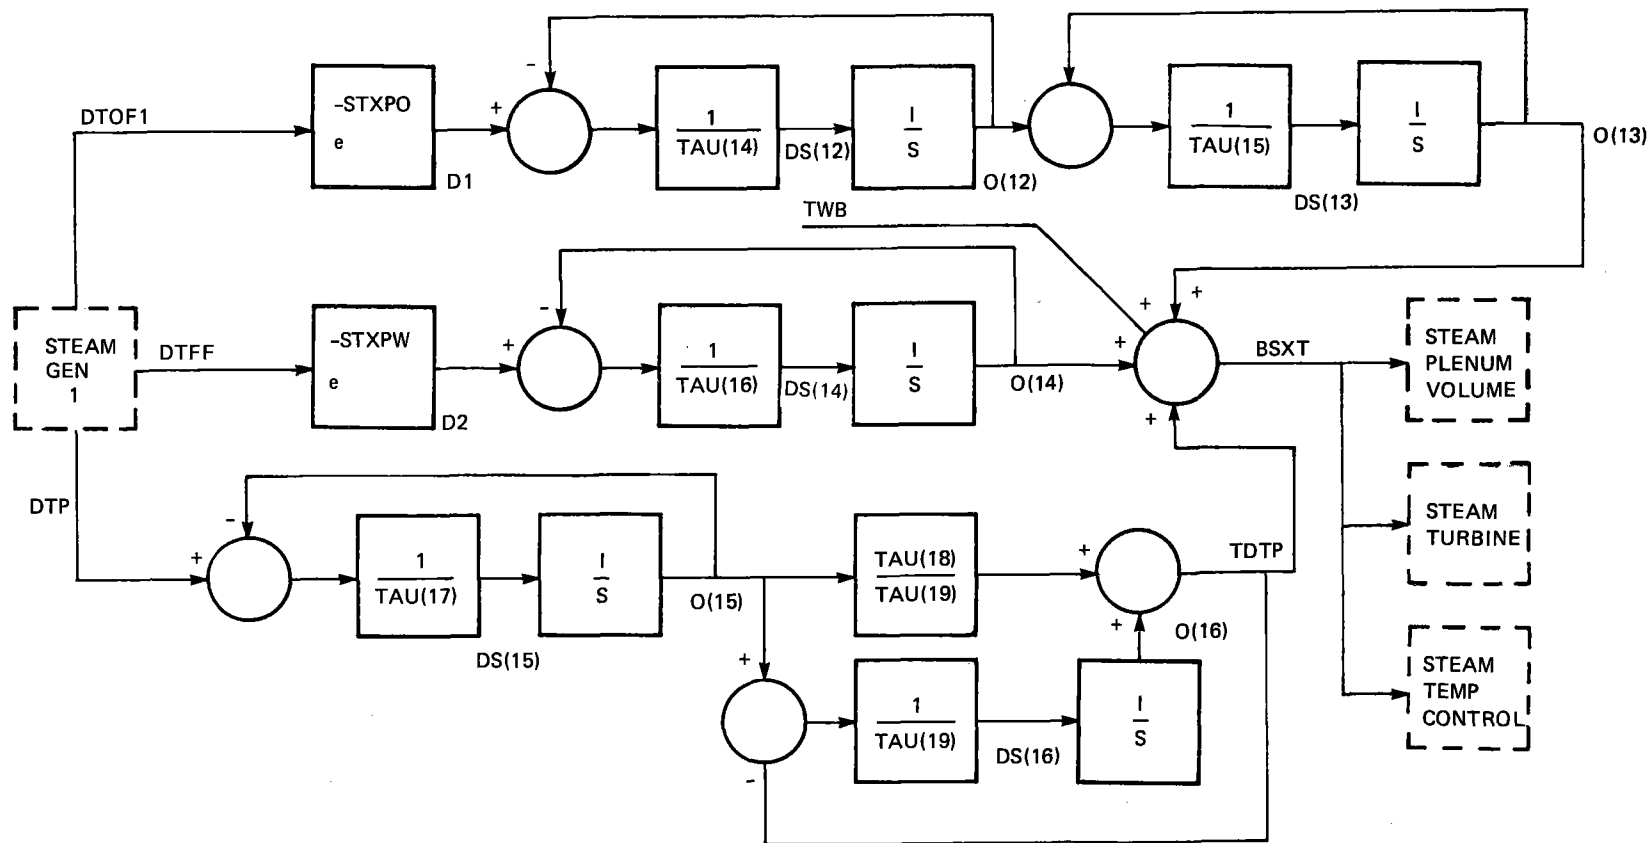 DTOF1
-STXPO
e
D1
-
+
1
TAU(14)
DS(12)
I
S
O(12)
1
TAU(15)
DS(13)
I
S
O(13)
TWB
STEAM
GEN
1
DTFF
-STXPW
e
D2
-
+
1
TAU(16)
DS(14)
I
S
O(14)
+
+
+
+
BSXT
STEAM
PLENUM
VOLUME
DTP
-
+
1
TAU(17)
DS(15)
I
S
O(15)
TAU(18)
TAU(19)
+
+
TDTP
O(16)
STEAM
TURBINE
+
-
1
TAU(19)
DS(16)
I
S
STEAM
TEMP
CONTROL